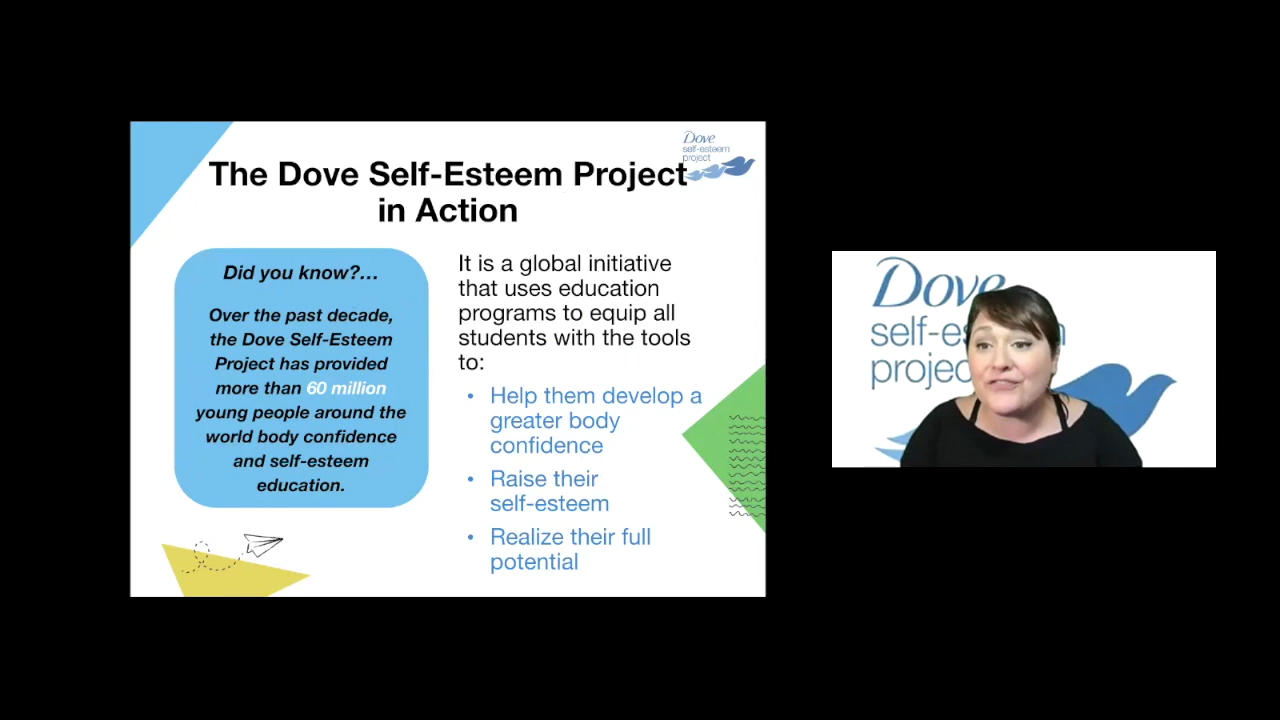 Dove
self-esteem
project
The Dove Self-Esteem Project
in Action
Did you know?...
Over the past decade,
the Dove Self-Esteem
Project has provided
more than 60 million
young people around the
world body confidence
and self-esteem
education.
It is a global initiative
that uses education
programs to equip all
students with the tools
to:
• Help them develop a
greater body
confidence
• Raise their
self-esteem
• Realize their full
potential
Dove
self-es m
project